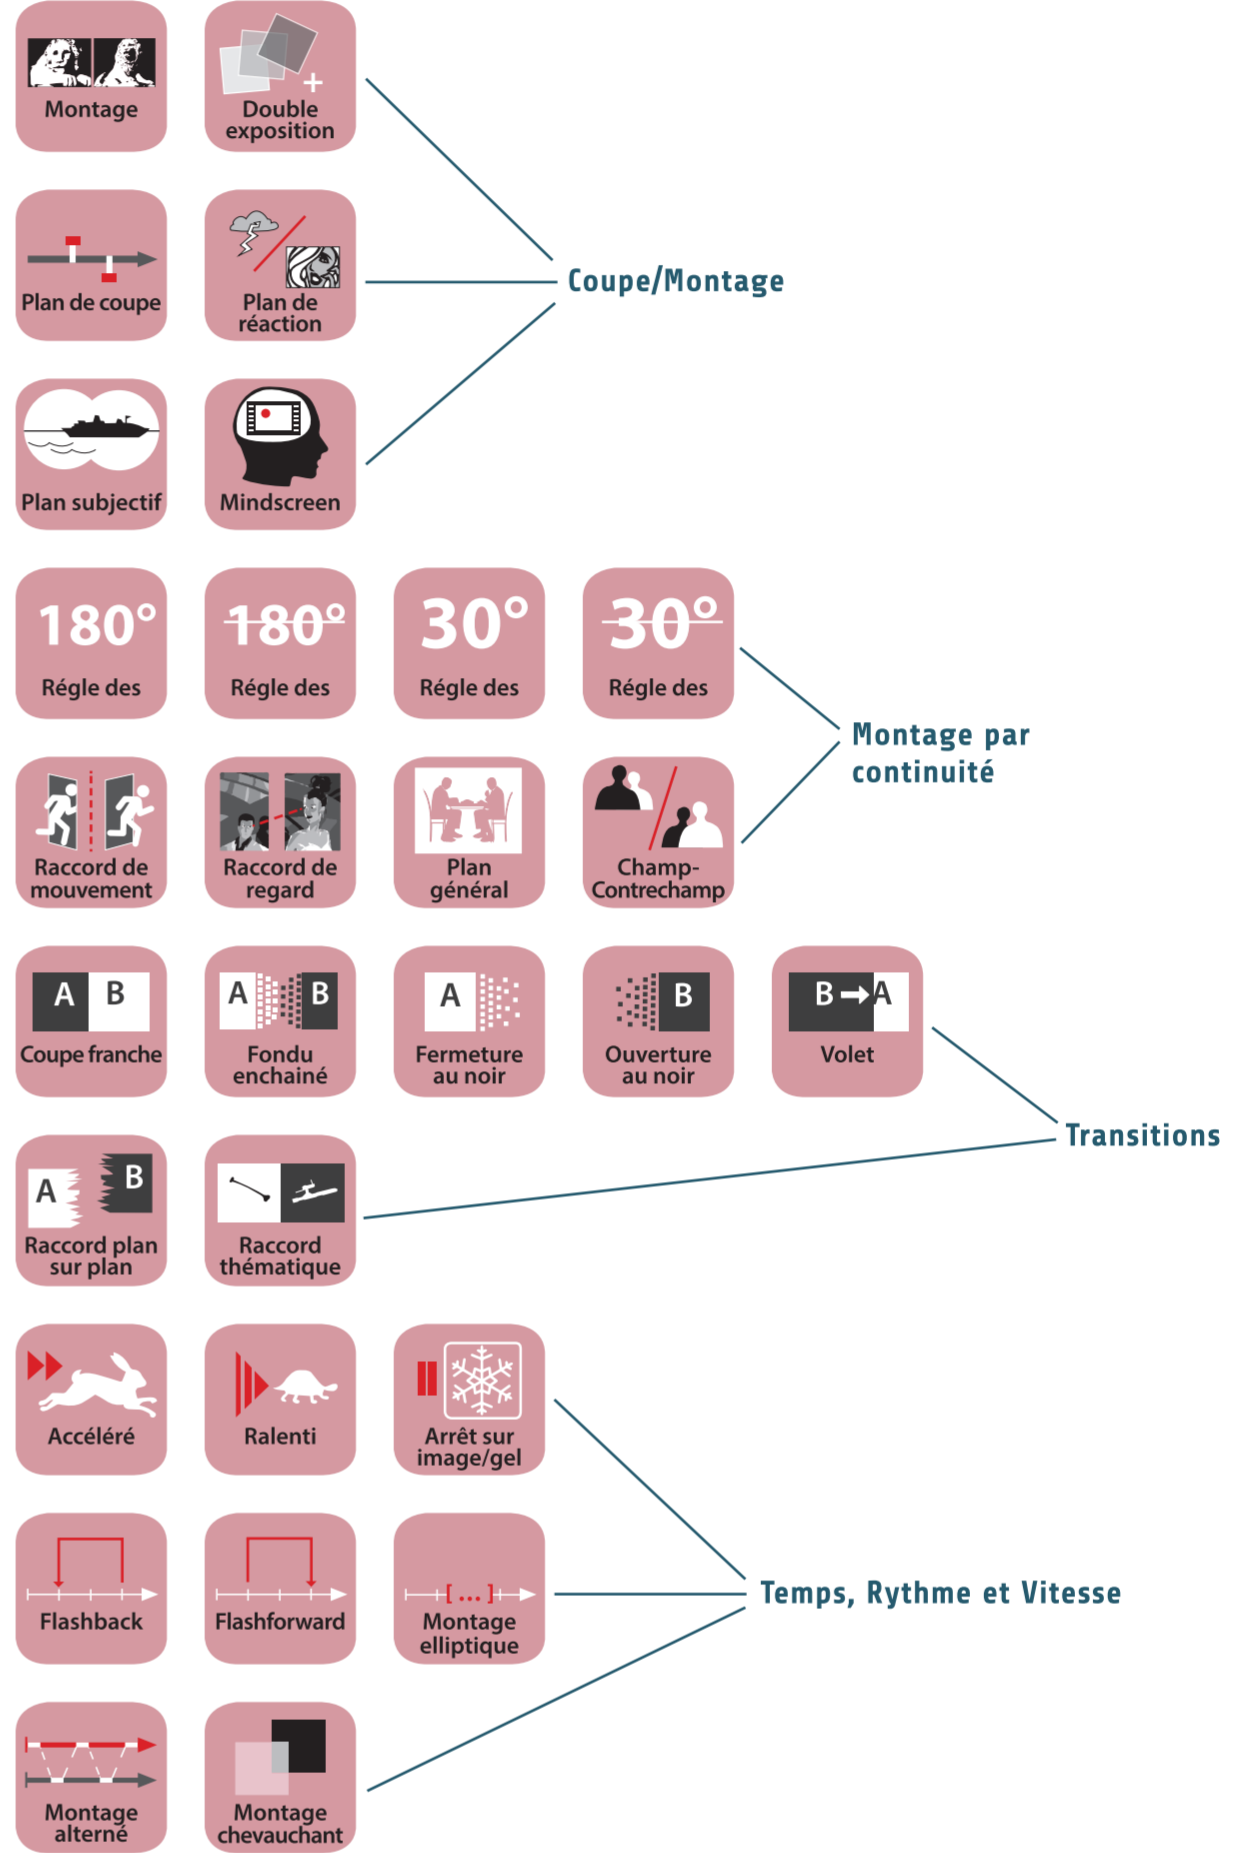 Montage
Double
exposition
Plan de coupe
Plan de
réaction
Coupe/Montage
Plan subjectif
Mindscreen
180°
Régle des
180°
Régle des
30°
Régle des
30°
Régle des
Montage par
continuité
Raccord de
mouvement
Raccord de
regard
Plan
général
Champ-
Contrechamp
A B
Coupe franche
A B
Fondu
enchainé
A
Fermeture
au noir
B
Ouverture
au noir
B A
Volet
Transitions
A B
Raccord plan
sur plan
Raccord
thématique
Accéléré
Ralenti
Arrêt sur
image/gel
Flashback
Flashforward
[...]
Montage
elliptique
Temps, Rythme et Vitesse
Montage
alterné
Montage
chevauchant